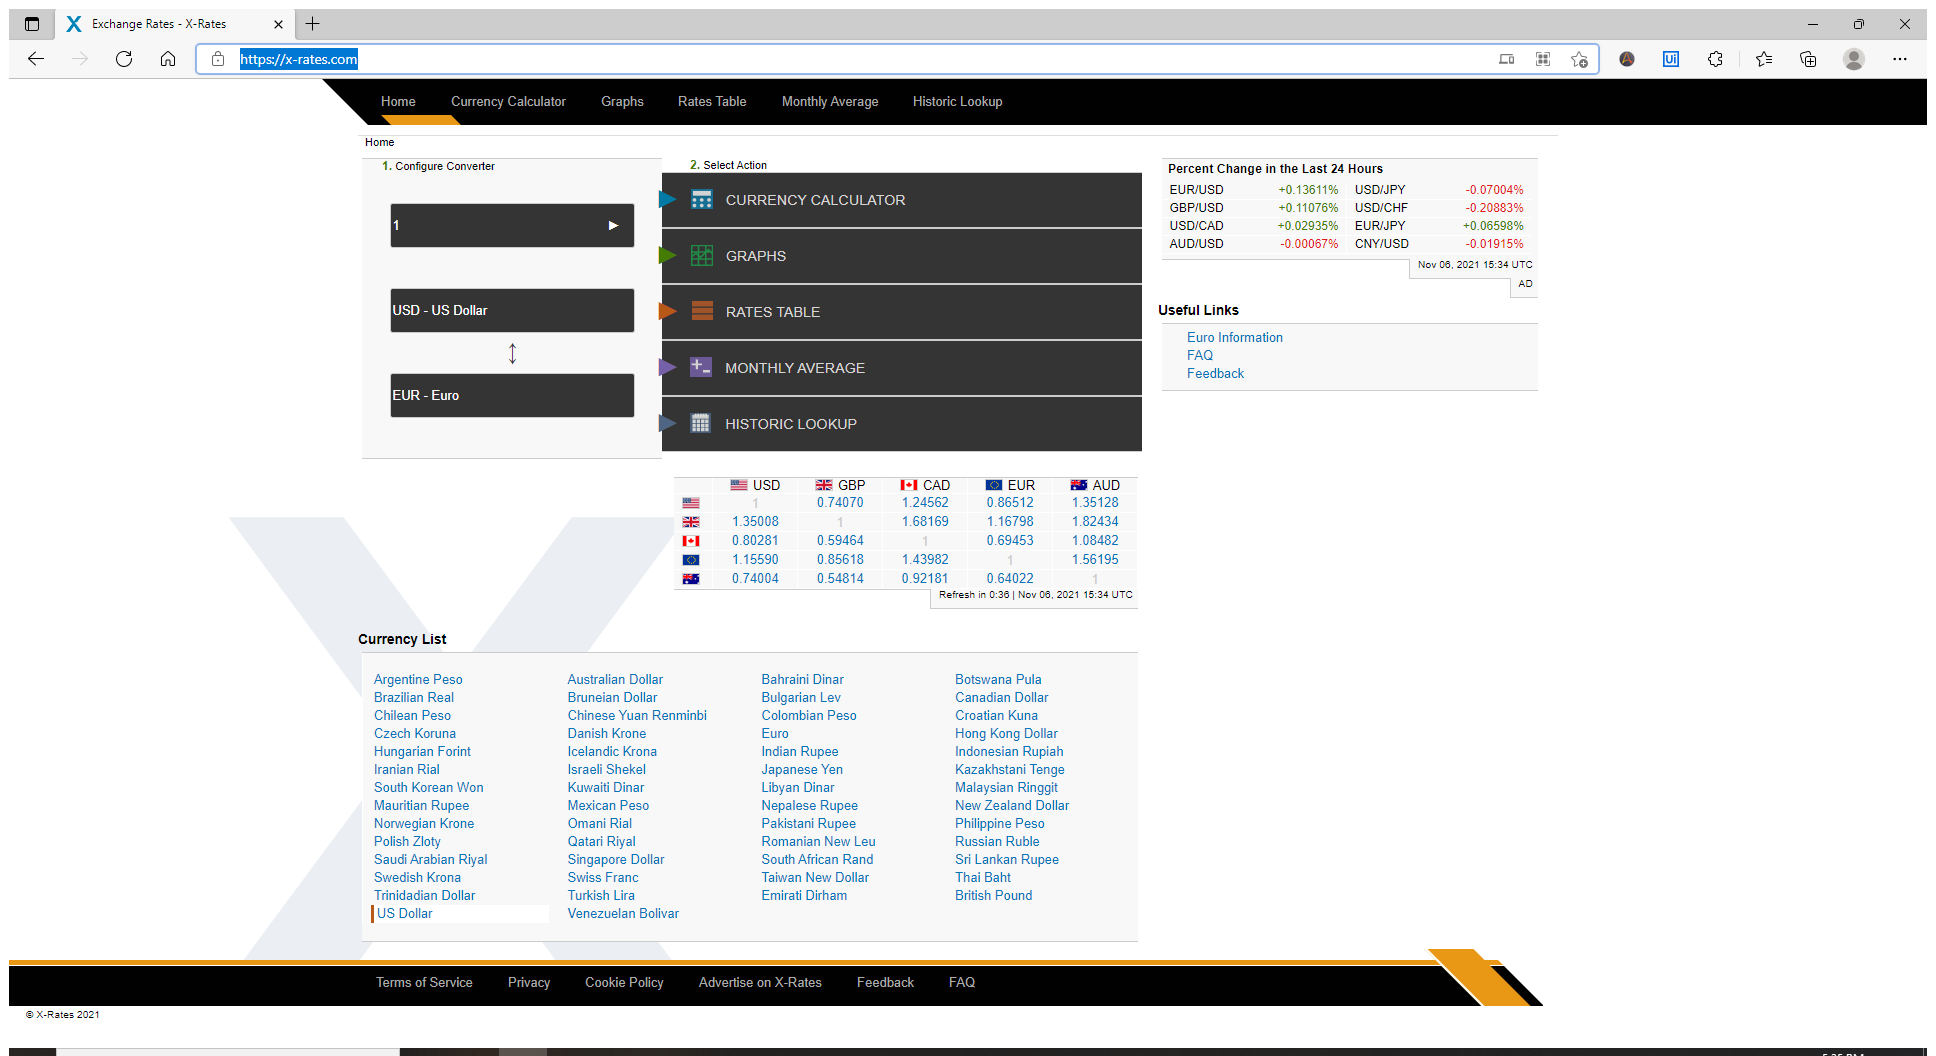 Exchange Rates - X-Rates
https://x-rates.com
Ui
Home Currency Calculator Graphs Rates Table Monthly Average Historic Lookup
Home
1. Configure Converter
1
USD - US Dollar
EUR - Euro
2. Select Action
CURRENCY CALCULATOR
GRAPHS
RATES TABLE
MONTHLY AVERAGE
HISTORIC LOOKUP
Percent Change in the Last 24 Hours
EUR/USD +0.13611% USD/JPY -0.07004%
GBP/USD +0.11076% USD/CHF -0.20883%
USD/CAD +0.02935% EUR/JPY +0.06598%
AUD/USD -0.00067% CNY/USD -0.01915%
Nov 06, 2021 15:34 UTC
AD
Useful Links
Euro Information
FAQ
Feedback
USD GBP CAD EUR AUD
1 0.74070 1.24562 0.86512 1.35128
1.35008 1 1.68169 1.16798 1.82434
0.80281 0.59464 1 0.69453 1.08482
1.15590 0.85618 1.43982 1 1.56195
0.74004 0.54814 0.92181 0.64022 1
Refresh in 0:36 | Nov 06, 2021 15:34 UTC
Currency List
Argentine Peso Australian Dollar Bahraini Dinar Botswana Pula
Brazilian Real Bruneian Dollar Bulgarian Lev Canadian Dollar
Chilean Peso Chinese Yuan Renminbi Colombian Peso Croatian Kuna
Czech Koruna Danish Krone Euro Hong Kong Dollar
Hungarian Forint Icelandic Krona Indian Rupee Indonesian Rupiah
Iranian Rial Israeli Shekel Japanese Yen Kazakhstani Tenge
South Korean Won Kuwaiti Dinar Libyan Dinar Malaysian Ringgit
Mauritian Rupee Mexican Peso Nepalese Rupee New Zealand Dollar
Norwegian Krone Omani Rial Pakistani Rupee Philippine Peso
Polish Zloty Qatari Riyal Romanian New Leu Russian Ruble
Saudi Arabian Riyal Singapore Dollar South African Rand Sri Lankan Rupee
Swedish Krona Swiss Franc Taiwan New Dollar Thai Baht
Trinidadian Dollar Turkish Lira Emirati Dirham British Pound
US Dollar Venezuelan Bolivar
Terms of Service Privacy Cookie Policy Advertise on X-Rates Feedback FAQ
© X-Rates 2021